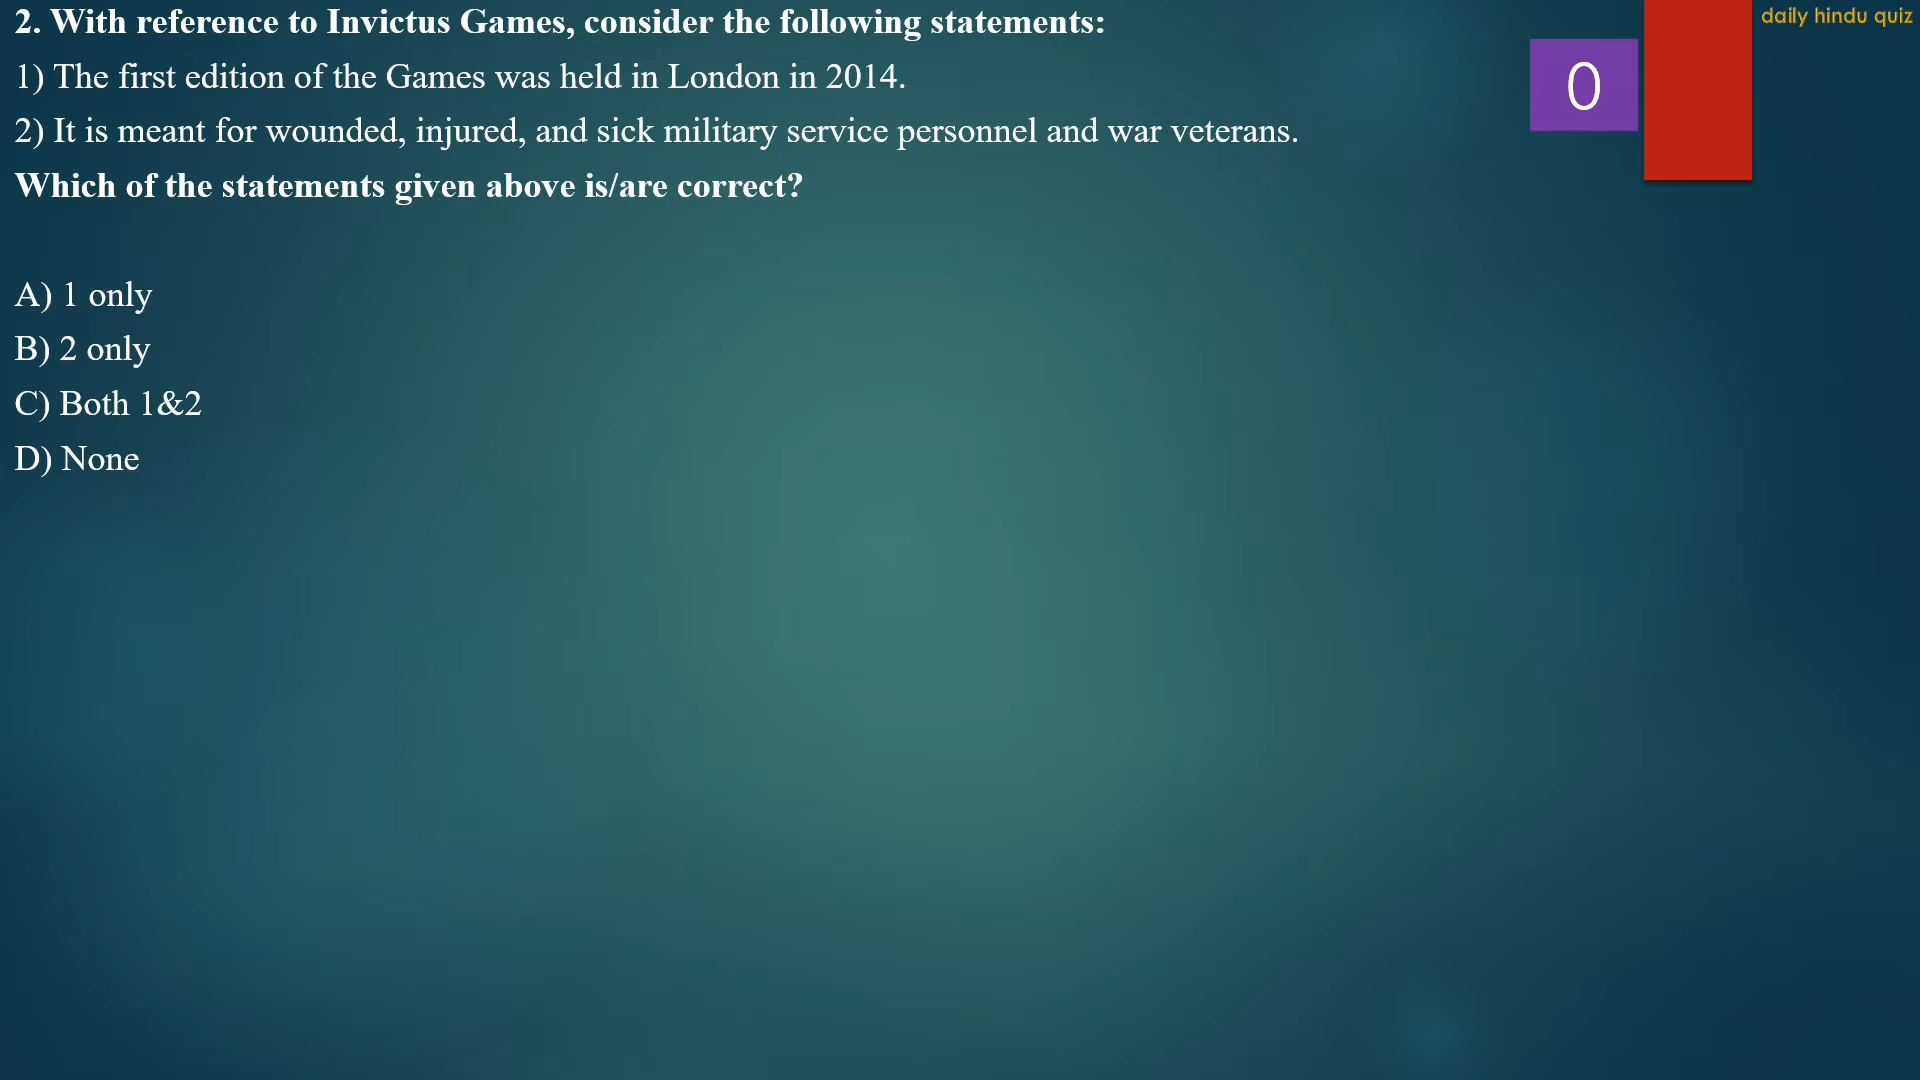 2. With reference to Invictus Games, consider the following statements:
1) The first edition of the Games was held in London in 2014.
2) It is meant for wounded, injured, and sick military service personnel and war veterans.
Which of the statements given above is/are correct?
A) 1 only
B) 2 only
C) Both 1&2
D) None
0
daily hindu quiz